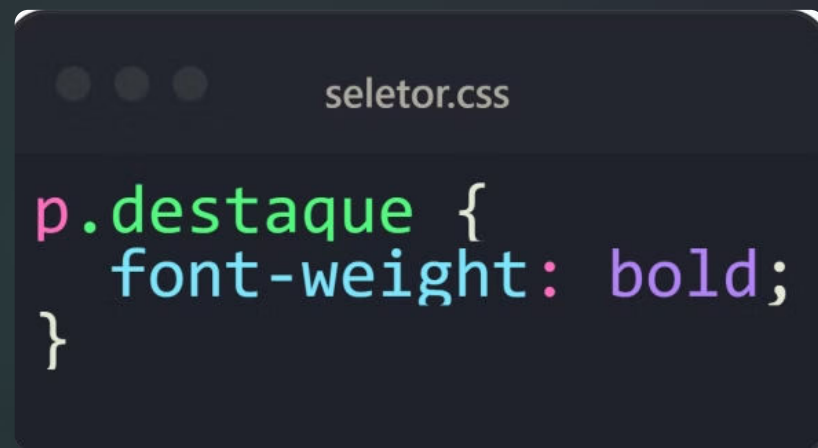 seletor.css
p.destaque {
  font-weight: bold;
}